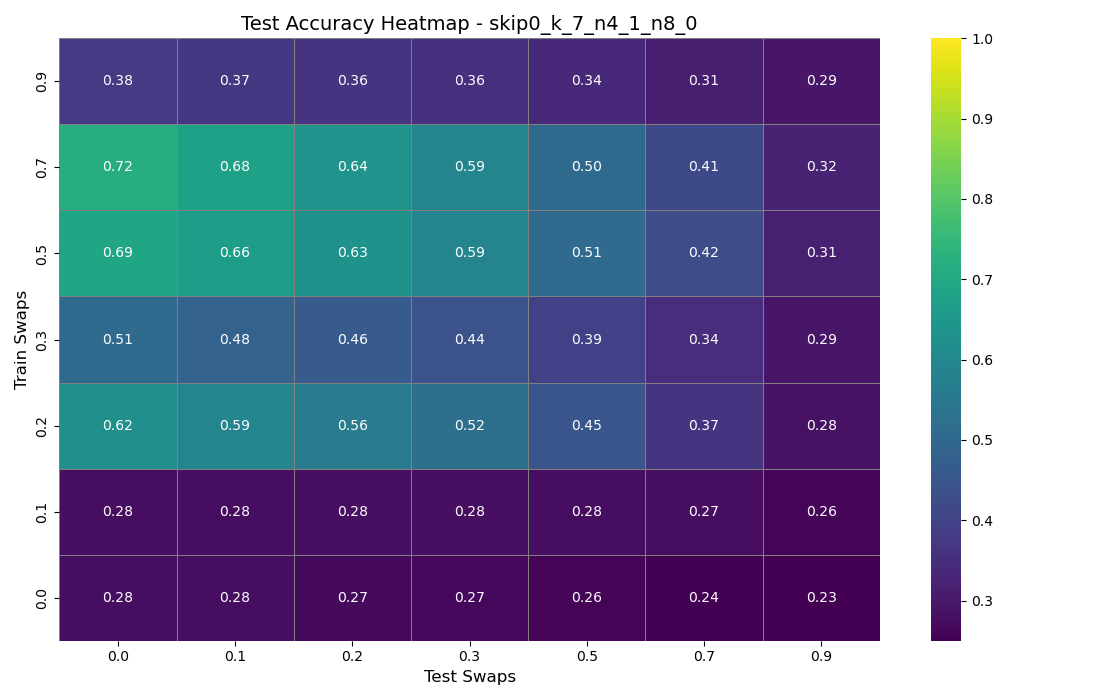 Test Accuracy Heatmap - skip0_k_7_n4_1_n8_0
Train Swaps
0.9 0.38 0.37 0.36 0.36 0.34 0.31 0.29
0.7 0.72 0.68 0.64 0.59 0.50 0.41 0.32
0.5 0.69 0.66 0.63 0.59 0.51 0.42 0.31
0.3 0.51 0.48 0.46 0.44 0.39 0.34 0.29
0.2 0.62 0.59 0.56 0.52 0.45 0.37 0.28
0.1 0.28 0.28 0.28 0.28 0.28 0.27 0.26
0.0 0.28 0.28 0.27 0.27 0.26 0.24 0.23
0.0 0.1 0.2 0.3 0.5 0.7 0.9
Test Swaps
1.0
0.9
0.8
0.7
0.6
0.5
0.4
0.3